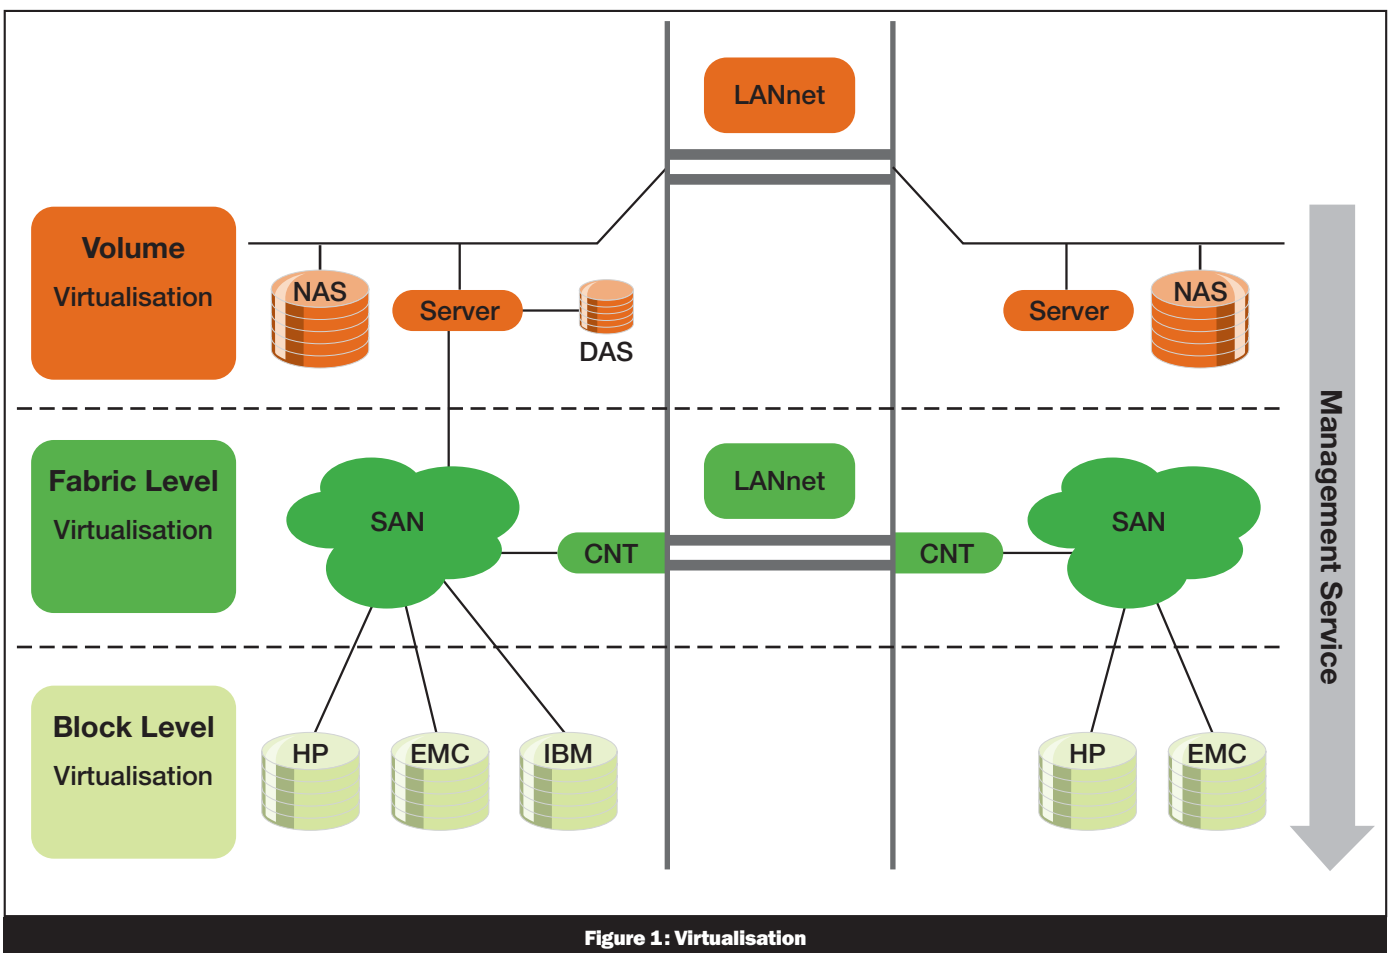 LANnet
Volume
Virtualisation
NAS
Server
DAS
Server
NAS
Management Service
Fabric Level
Virtualisation
SAN
CNT
LANnet
CNT
SAN
Block Level
Virtualisation
HP
EMC
IBM
HP
EMC
Figure 1: Virtualisation